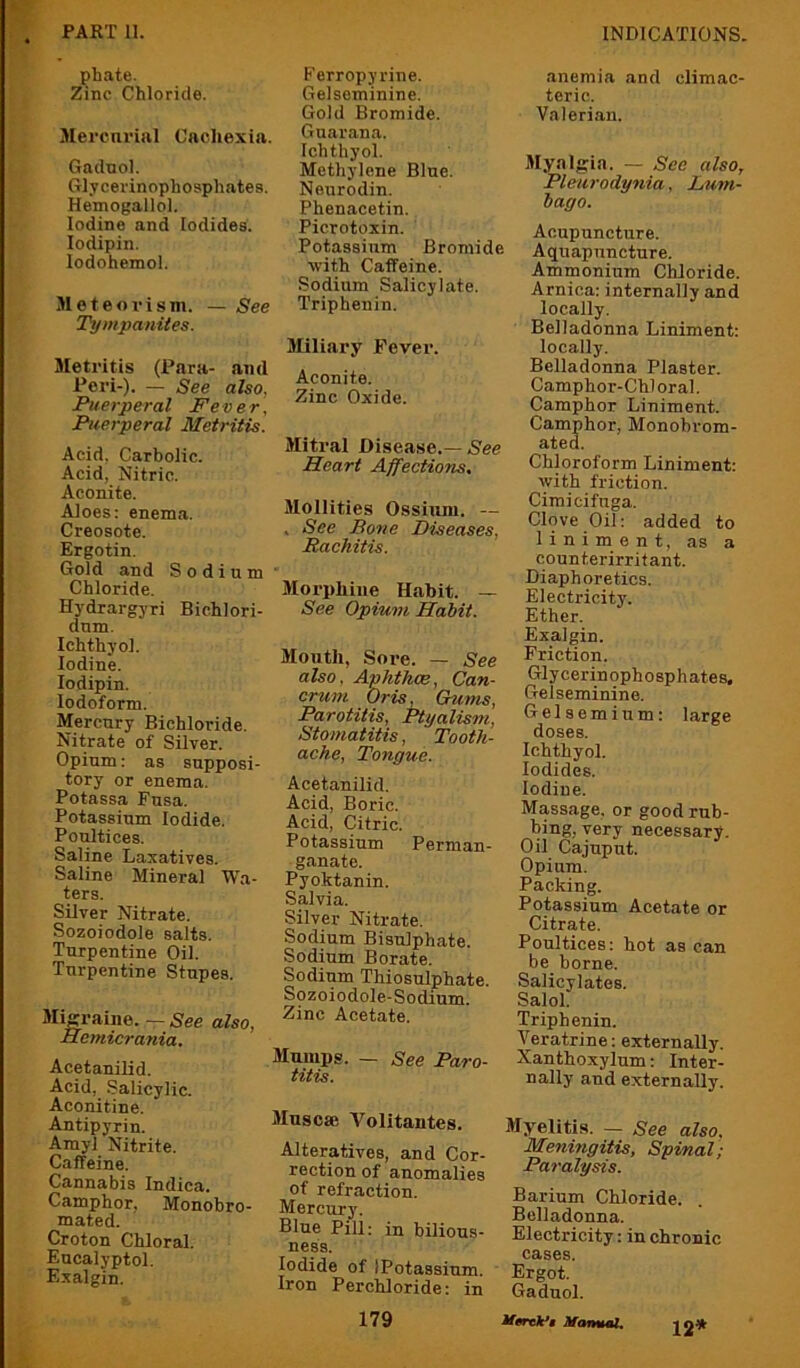 PART II.
INDICATIONS.
phate.
Zinc Chloride.
Mercurial Cachexia.
Gaduol.
Glycerinophosphates.
Hemogallol.
Iodine and Iodides.
Iodipin.
Iodohemol.
Meteorism. — See
Tympanites.
Metritis (Para- and
Peri-). — See also,
Puerperal Fever,
Puerperal Metritis.
Acid, Carbolic.
Acid, Nitric.
Aconite.
Aloes: enema.
Creosote.
Ergotin.
Gold and Sodium
Chloride.
Hydrargyri Bichlori-
dum.
Ichthyol.
Iodine.
Iodipin.
Iodoform.
Mercury Bichloride.
Nitrate of Silver.
Opium: as supposi-
tory or enema.
Potassa Fusa.
Potassium Iodide.
Poultices.
Saline Laxatives.
Saline Mineral Wa-
ters.
Silver Nitrate.
Sozoiodole salts.
Turpentine Oil.
Turpentine Stupes.
Migraine. — See also,
Hemicrania.
Acetanilid.
Acid, Salicylic.
Aconitine.
Antipyrin.
Amyl Nitrite.
Caffeine.
Cannabis Indica.
Camphor, Monobro-
mated.
Croton Chloral.
Eucalyptol.
Exalgin.
Ferropyrine.
Gelseminine.
Gold Bromide.
Guarana.
Ichthyol.
Methylene Blue.
Neurodin.
Phenacetin.
Picrotoxin.
Potassium Bromide
with Caffeine.
Sodium Salicylate.
Triphenin.
Miliary Fever.
Aconite.
Zinc Oxide.
Mitral Disease.—See
Heart Affections.
Mollities Ossium. —
. See Bone Diseases,
Rachitis.
Morphine Habit. —
See Opium Habit.
Mouth, Sore. — See
also, Aphthœ, Can-
crum Oris, Gums,
Parotitis, Ptyalism,
Stomatitis, Tooth-
ache, Tongue.
Acetanilid.
Acid, Boric.
Acid, Citric.
Potassium Perman-
ganate.
Pyoktanin.
Salvia.
Silver Nitrate.
Sodium Bisulphate.
Sodium Borate.
Sodium Thiosulphate.
Sozoiodole-Sodium.
Zinc Acetate.
Mumps. — See Paro-
titis.
Muscæ Volitantes.
Alteratives, and Cor-
rection of anomalies
of refraction.
Mercury.
Blue Pill: in bilious-
ness.
Iodide of |Potassium.
Iron Perchloride: in
anemia and climac-
teric.
Valerian.
Myalgia. — See also,
Pleurodynia, Lum-
bago.
Acupuncture.
Aquapuncture.
Ammonium Chloride.
Arnica: internally and
locally.
Belladonna Liniment:
locally.
Belladonna Plaster.
Camphor-Chloral.
Camphor Liniment.
Camphor, Monobrom-
ated.
Chloroform Liniment:
with friction.
Cimicifuga.
Clove Oil: added to
liniment, as a
counterirritant.
Diaphoretics.
Electricity.
Ether.
Exalgin.
Friction.
Glycerinophosphates.
Gelseminine.
Gelsemium: large
doses.
Ichthyol.
Iodides.
Iodine.
Massage, or good rub-
bing, very necessary.
Oil Cajuput.
Opium.
Packing.
Potassium Acetate or
Citrate.
Poultices: hot as can
be borne.
Salicylates.
Salol.
Triphenin.
Veratrine: externally.
Xanthoxylum: Inter-
nally and externally.
Myelitis. — See also,
Meningitis, Spinal;
Paralysis.
Barium Chloride.
Belladonna.
Electricity: in chronic
cases.
Ergot.
Gaduol.
179
Merck's Manual.
12*